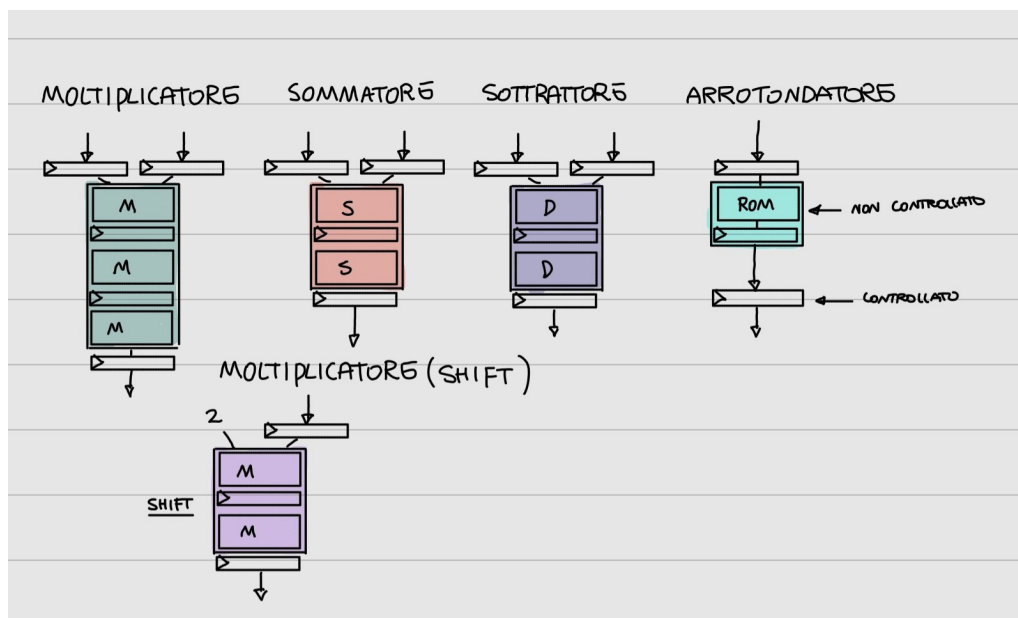 MOLTIPLICATORE SOMMATORE SOTTRATTORE ARROTONDATORE
M S D ROM NON CONTROLLATO
M S D
CONTROLLATO
M
MOLTIPLICATORE (SHIFT)
2
M
SHIFT
M